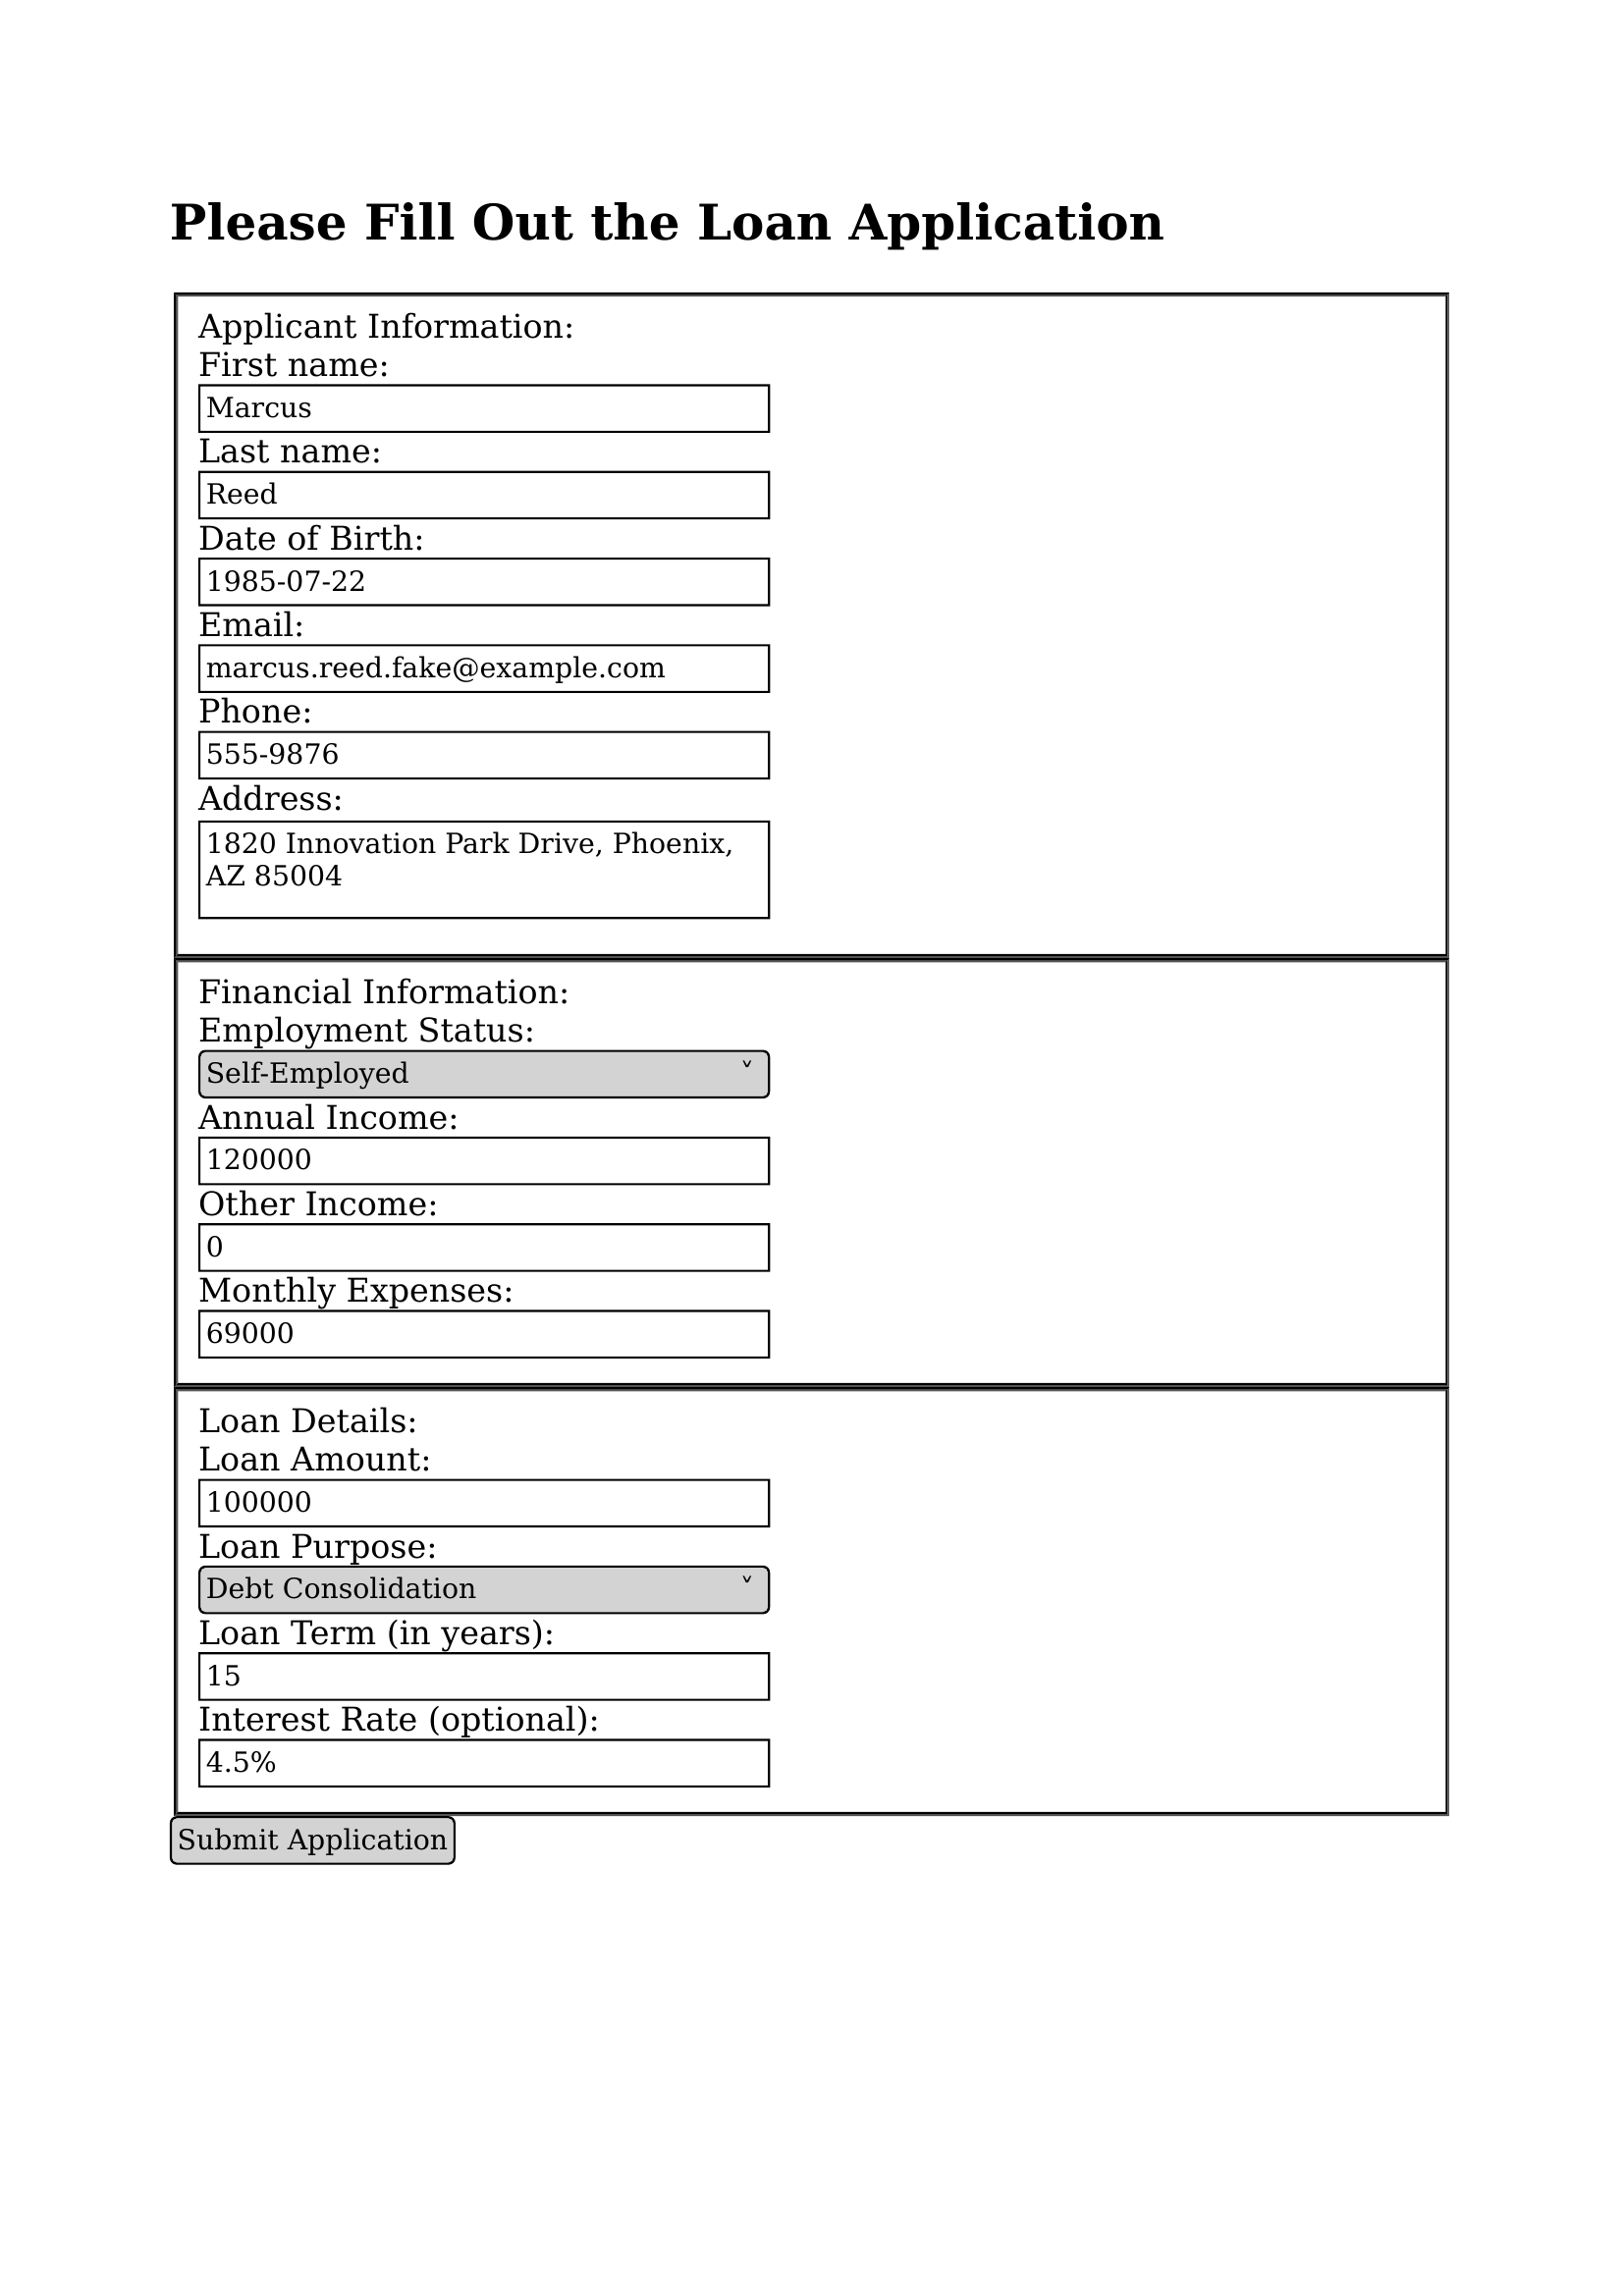 Please Fill Out the Loan Application
Applicant Information:
First name:
Marcus
Last name:
Reed
Date of Birth:
1985-07-22
Email:
marcus.reed.fake@example.com
Phone:
555-9876
Address:
1820 Innovation Park Drive, Phoenix,
AZ 85004
Financial Information:
Employment Status:
Self-Employed
Annual Income:
120000
Other Income:
0
Monthly Expenses:
69000
Loan Details:
Loan Amount:
100000
Loan Purpose:
Debt Consolidation
Loan Term (in years):
15
Interest Rate (optional):
4.5%
Submit Application